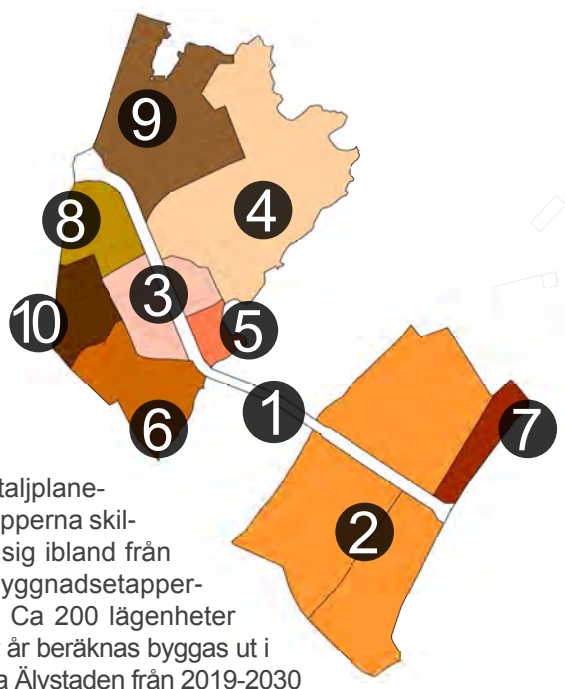 9
4
8
3
10
5
1
6
7
2
taljplane-
pperna skil-
sig ibland från
yggnadsetapper-
Ca 200 lägenheter
år beräknas byggas ut i
a Älvstaden från 2019-2030